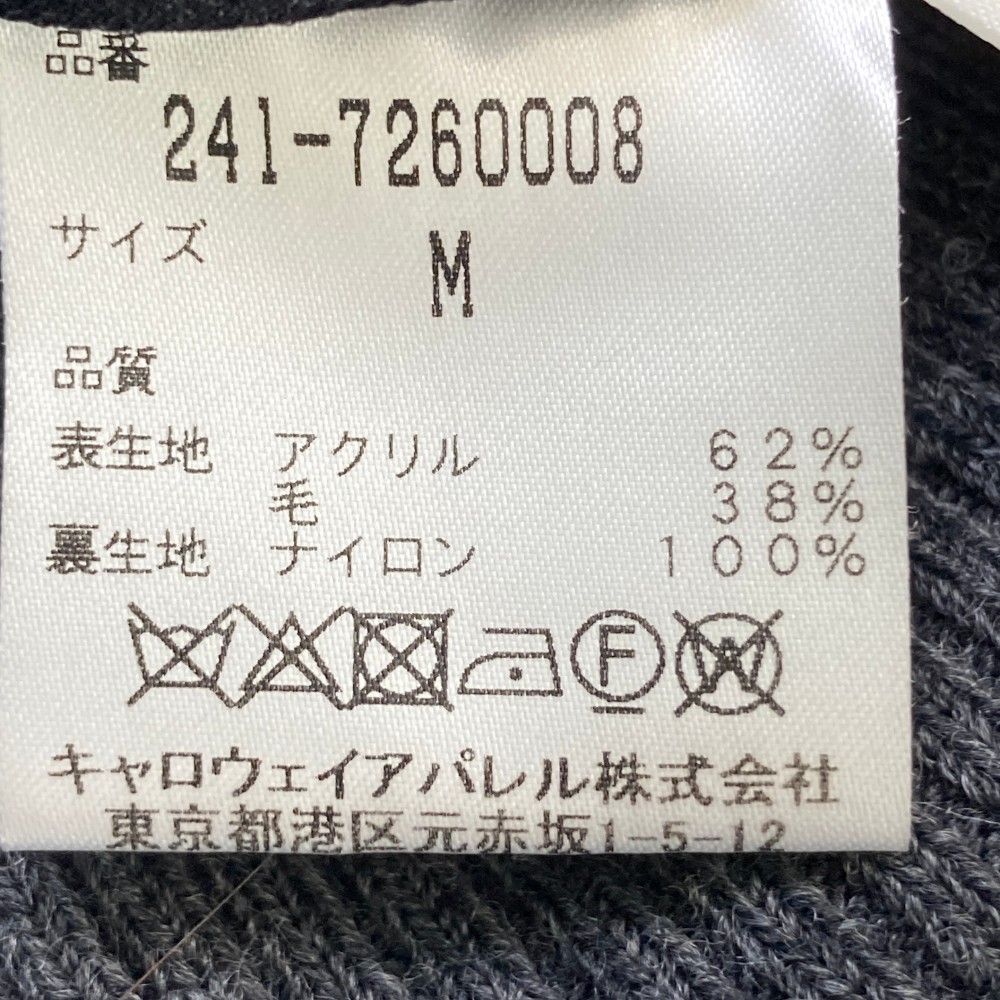 品番
241-7260008
サイズ
M
品質
表生地 アクリル 62%
毛 38%
裏生地 ナイロン 100%
F
W
キャロウェイアパレル株式会社
東京都港区元赤坂1-5-12